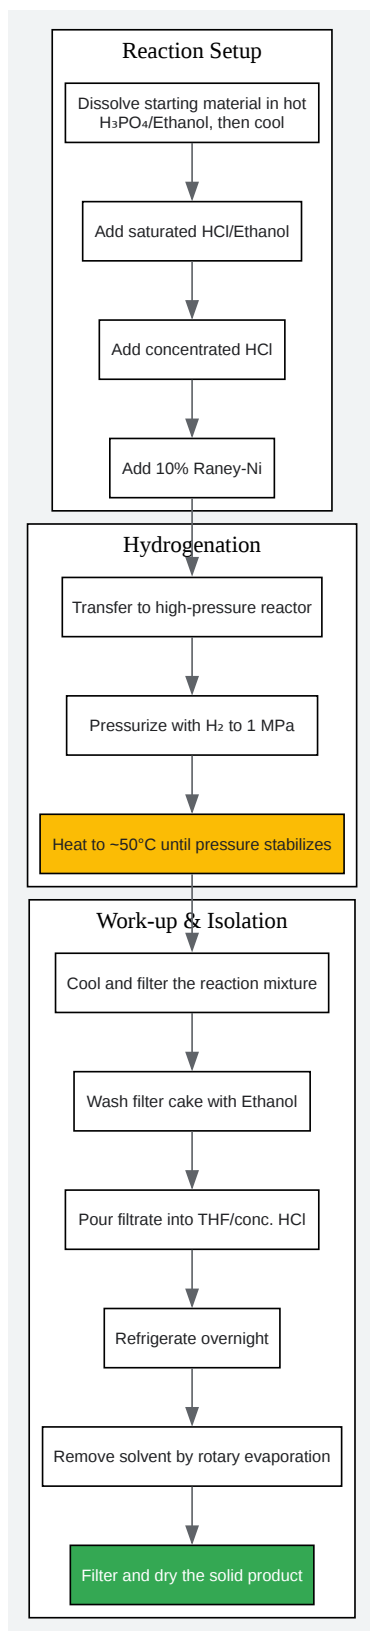 Reaction Setup
Dissolve starting material in hot
H₃PO₄/Ethanol, then cool
Add saturated HCl/Ethanol
Add concentrated HCl
Add 10% Raney-Ni
Hydrogenation
Transfer to high-pressure reactor
Pressurize with H₂ to 1 MPa
Heat to ~50°C until pressure stabilizes
Work-up & Isolation
Cool and filter the reaction mixture
Wash filter cake with Ethanol
Pour filtrate into THF/conc. HCl
Refrigerate overnight
Remove solvent by rotary evaporation
Filter and dry the solid product